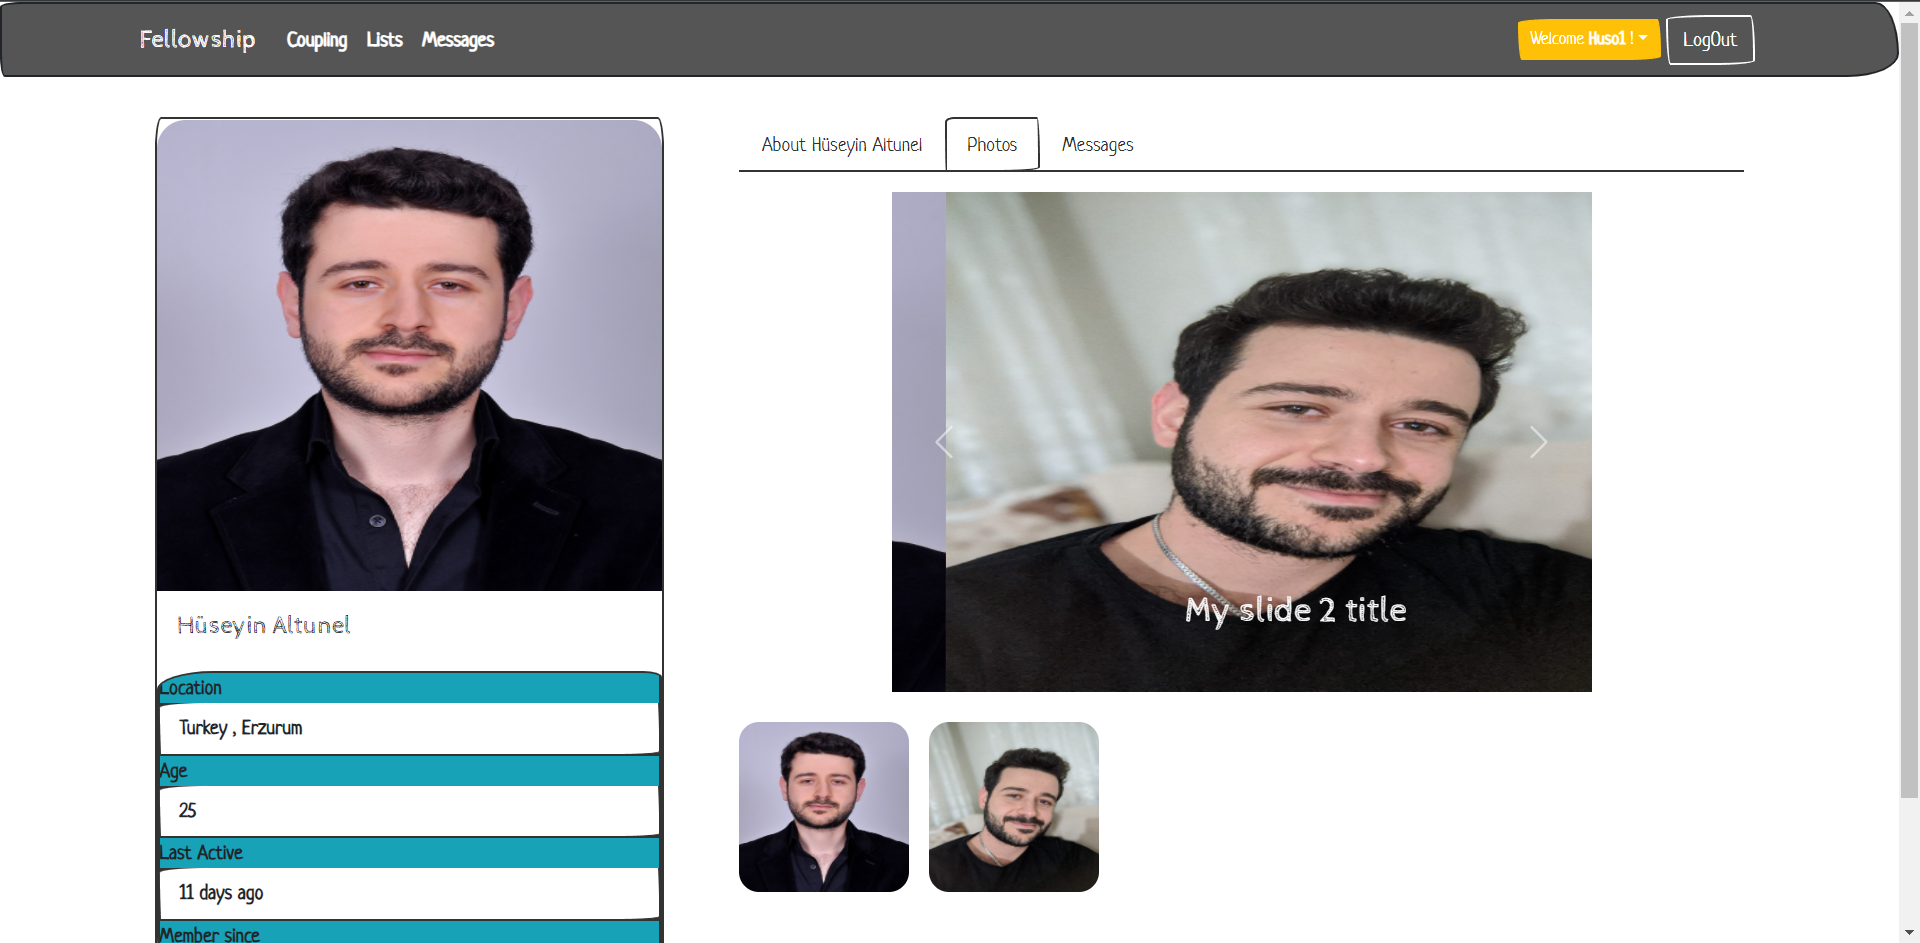 Fellowship Coupling Lists Messages Welcome Huso1 ! LogOut
About Hüseyin Altunel Photos Messages
My slide 2 title
Hüseyin Altunel
Location
Turkey , Erzurum
Age
25
Last Active
11 days ago
Member since